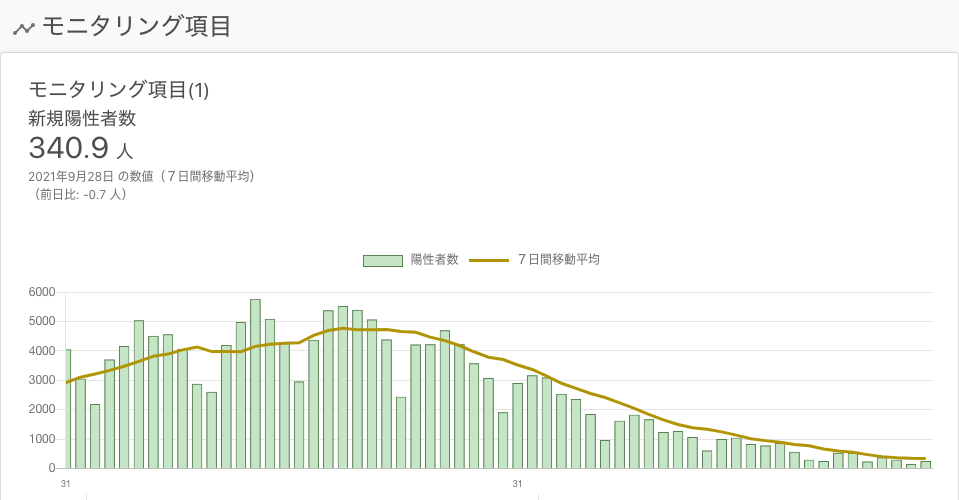 モニタリング項目
モニタリング項目(1)
新規陽性者数
340.9 人
2021年9月28日 の数値（７日間移動平均）
（前日比: -0.7 人）
陽性者数 ７日間移動平均
6000
5000
4000
3000
2000
1000
0
31 31